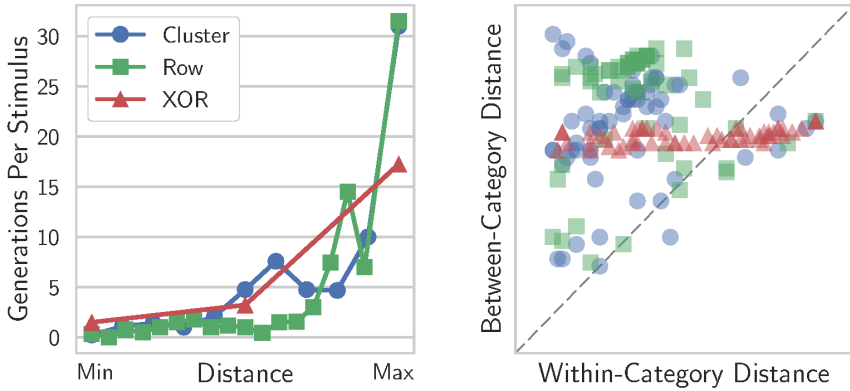 Generations Per Stimulus
30
25
20
15
10
5
0
Cluster
Row
XOR
Min
Distance
Max
Between-Category Distance
Within-Category Distance